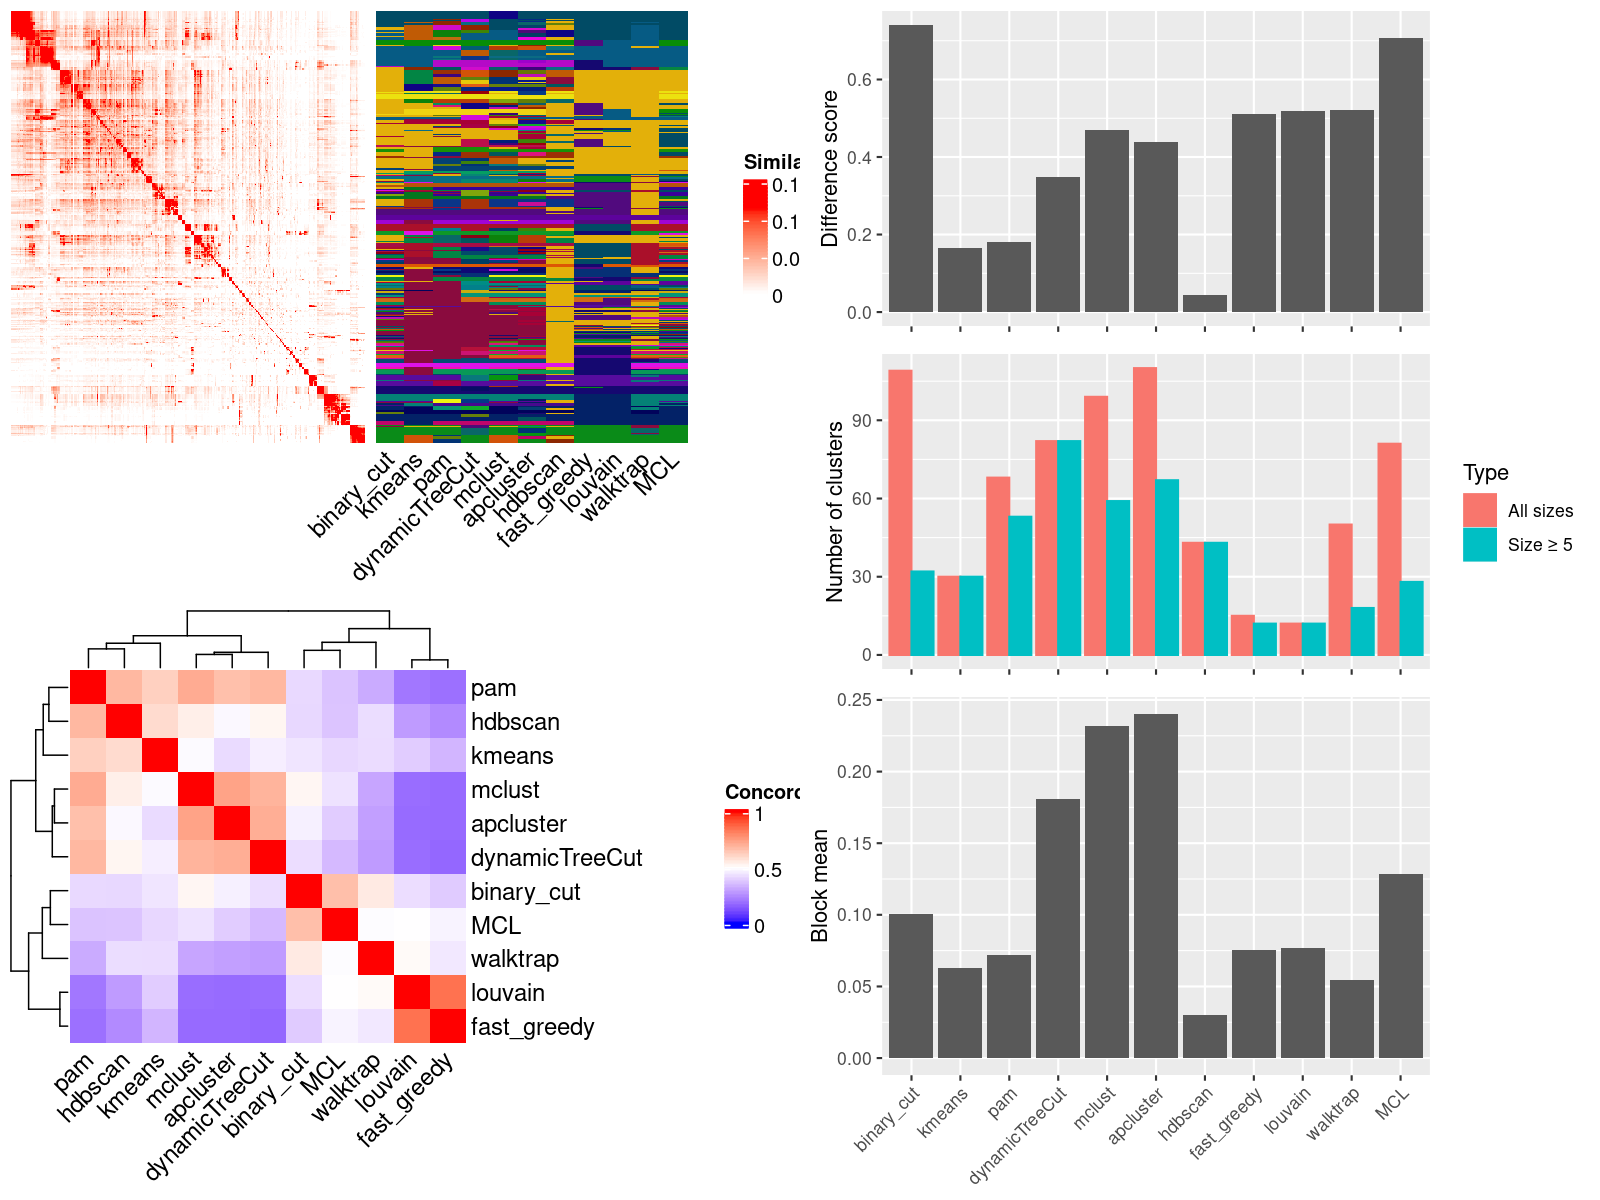 Simila
0.1
0.1
0.0
0
binary_cut
kmeans
pam
dynamicTreeCut
mclust
apcluster
hdbscan
fast_greedy
louvain
walktrap
MCL
pam
hdbscan
kmeans
mclust
apcluster
dynamicTreeCut
binary_cut
MCL
walktrap
louvain
fast_greedy
pam
hdbscan
kmeans
mclust
apcluster
dynamicTreeCut
binary_cut
MCL
walktrap
louvain
fast_greedy
Concord
1
0.5
0
Difference score
0.6
0.4
0.2
0.0
Number of clusters
90
60
30
0
Type
All sizes
Size ≥ 5
Block mean
0.25
0.20
0.15
0.10
0.05
0.00
binary_cut
kmeans
pam
dynamicTreeCut
mclust
apcluster
hdbscan
fast_greedy
louvain
walktrap
MCL